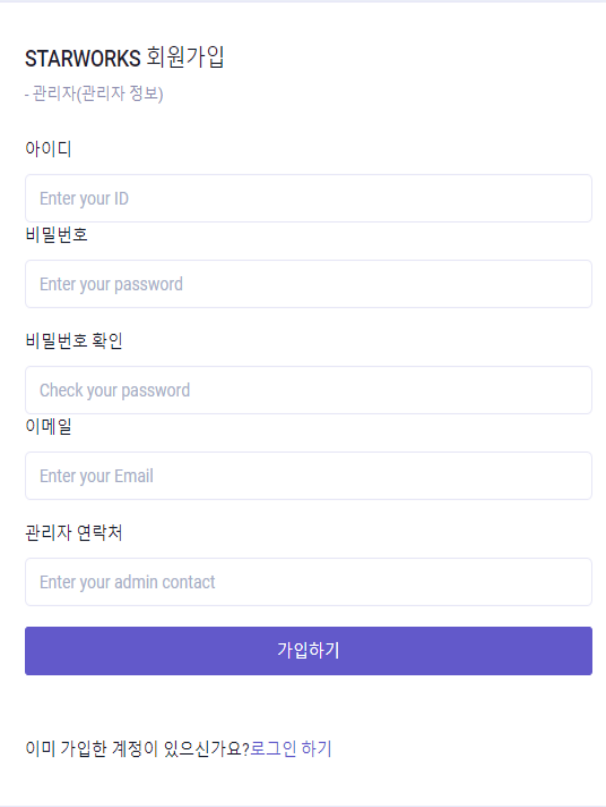 STARWORKS 회원가입
- 관리자(관리자 정보)
아이디
Enter your ID
비밀번호
Enter your password
비밀번호 확인
Check your password
이메일
Enter your Email
관리자 연락처
Enter your admin contact
가입하기
이미 가입한 계정이 있으신가요?로그인 하기